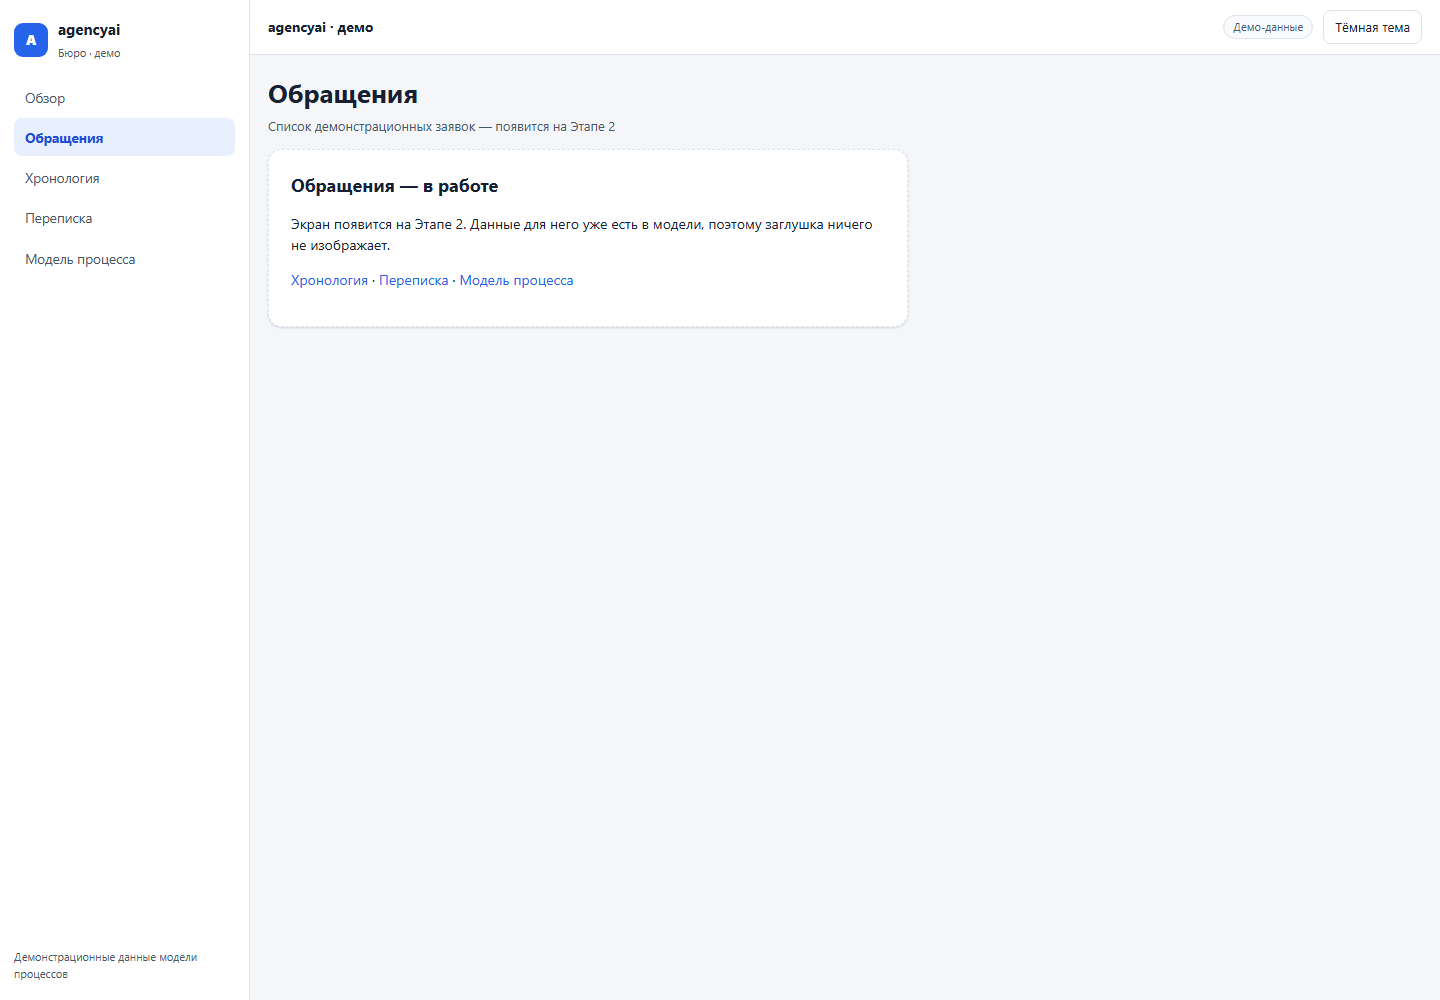 A
agencyai
Бюро · демо
Обзор
Обращения
Хронология
Переписка
Модель процесса
Демонстрационные данные модели
процессов
agencyai · демо
Демо-данные
Тёмная тема
Обращения
Список демонстрационных заявок — появится на Этапе 2
Обращения — в работе
Экран появится на Этапе 2. Данные для него уже есть в модели, поэтому заглушка ничего
не изображает.
Хронология · Переписка · Модель процесса